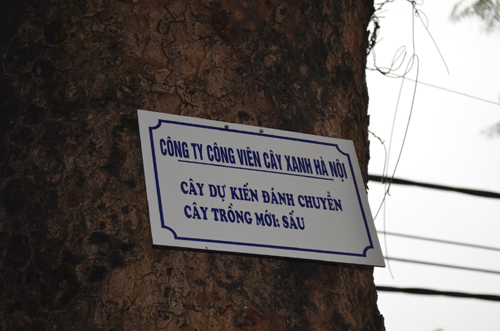 CÔNG TY CÔNG VIÊN CÂY XANH HÀ NỘI
CÂY DỰ KIẾN ĐÁNH CHUYỂN
CÂY TRỒNG MỚI: SẤU